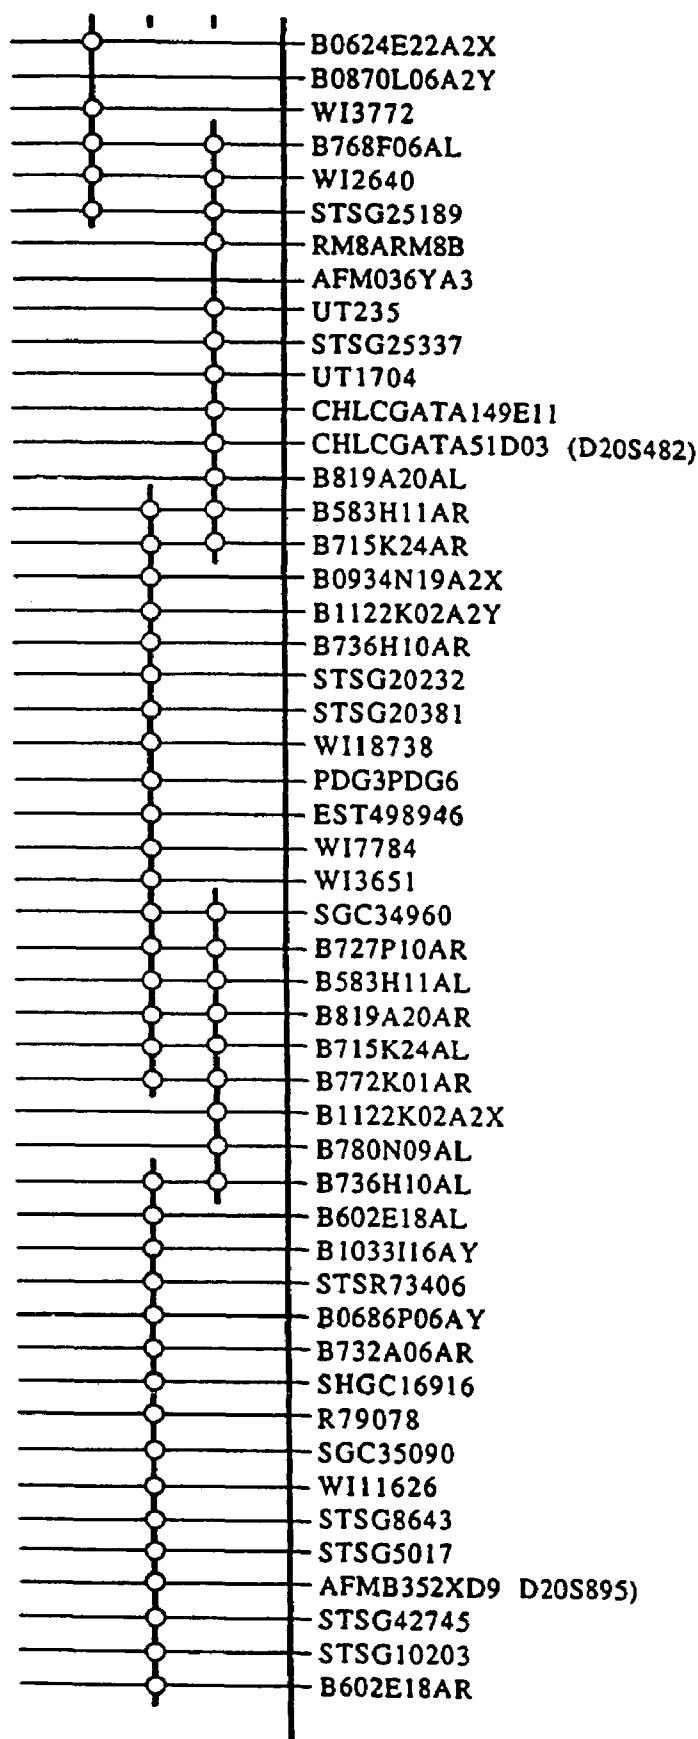 B0624E22A2X
B0870L06A2Y
WI3772
B768F06AL
WI2640
STSG25189
RM8ARM8B
AFM036YA3
UT235
STSG25337
UT1704
CHLCGATA149E11
CHLCGATA51D03 (D20S482)
B819A20AL
B583H11AR
B715K24AR
B0934N19A2X
B1122K02A2Y
B736H10AR
STSG20232
STSG20381
WI18738
PDG3PDG6
EST498946
WI7784
WI3651
SGC34960
B727P10AR
B583H11AL
B819A20AR
B715K24AL
B772K01AR
B1122K02A2X
B780N09AL
B736H10AL
B602E18AL
B1033I16AY
STSR73406
B0686P06AY
B732A06AR
SHGC16916
R79078
SGC35090
WI11626
STSG8643
STSG5017
AFMB352XD9 D20S895)
STSG42745
STSG10203
B602E18AR